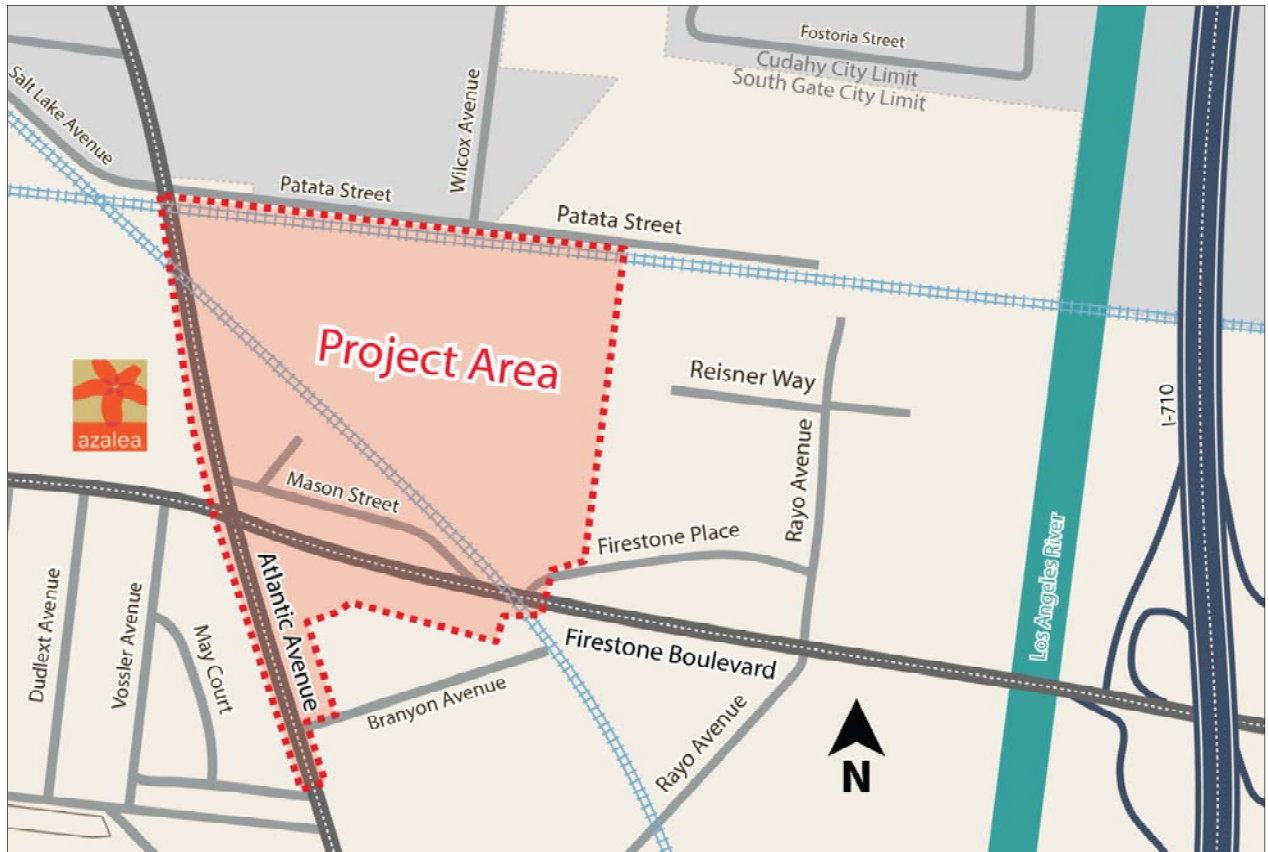 Fostoria Street
Cudahy City Limit
South Gate City Limit
Salt Lake Avenue
Wilcox Avenue
Patata Street
Patata Street
Project Area
azalea
Reisner Way
I-710
Mason Street
Rayo Avenue
Firestone Place
Atlantic Avenue
Dudlext Avenue
Vossler Avenue
May Court
Los Angeles River
Firestone Boulevard
Branyon Avenue
Rayo Avenue
N